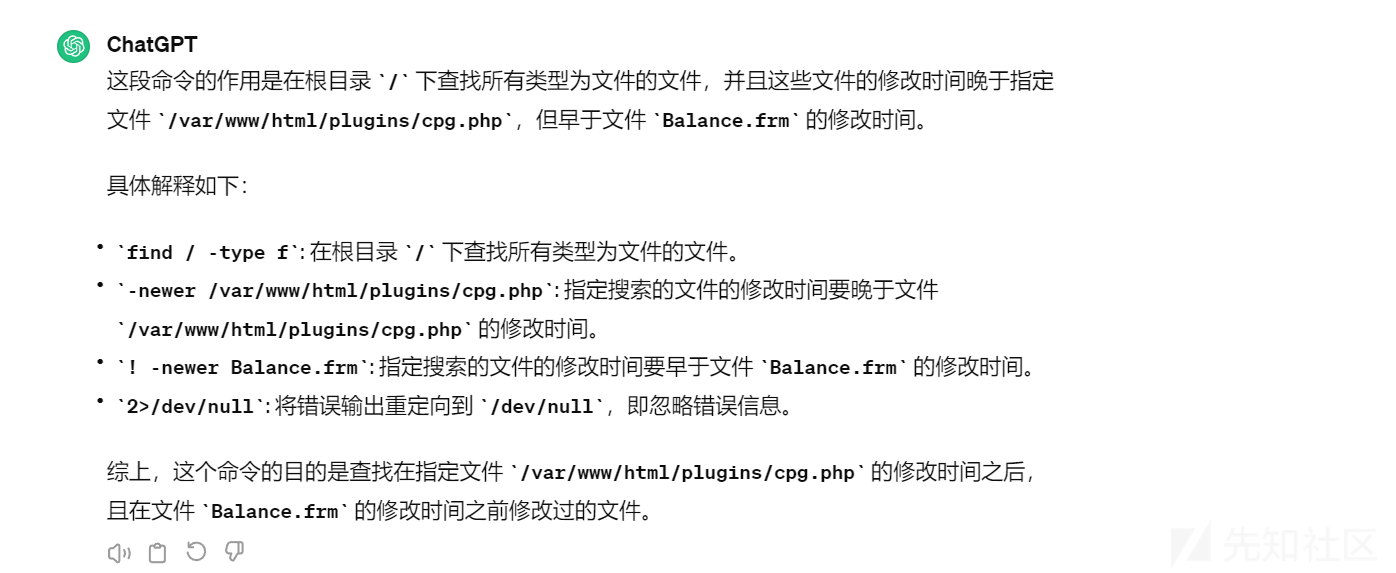 ChatGPT
这段命令的作用是在根目录 `/` 下查找所有类型为文件的文件，并且这些文件的修改时间晚于指定
文件 `/var/www/html/plugins/cpg.php`，但早于文件 `Balance.frm` 的修改时间。
具体解释如下：
• `find / -type f`: 在根目录 `/` 下查找所有类型为文件的文件。
• `-newer /var/www/html/plugins/cpg.php`: 指定搜索的文件的修改时间要晚于文件
`/var/www/html/plugins/cpg.php` 的修改时间。
• `! -newer Balance.frm`: 指定搜索的文件的修改时间要早于文件 `Balance.frm` 的修改时间。
• `2>/dev/null`: 将错误输出重定向到 `/dev/null`，即忽略错误信息。
综上，这个命令的目的是查找在指定文件 `/var/www/html/plugins/cpg.php` 的修改时间之后，
且在文件 `Balance.frm` 的修改时间之前修改过的文件。
先知社区